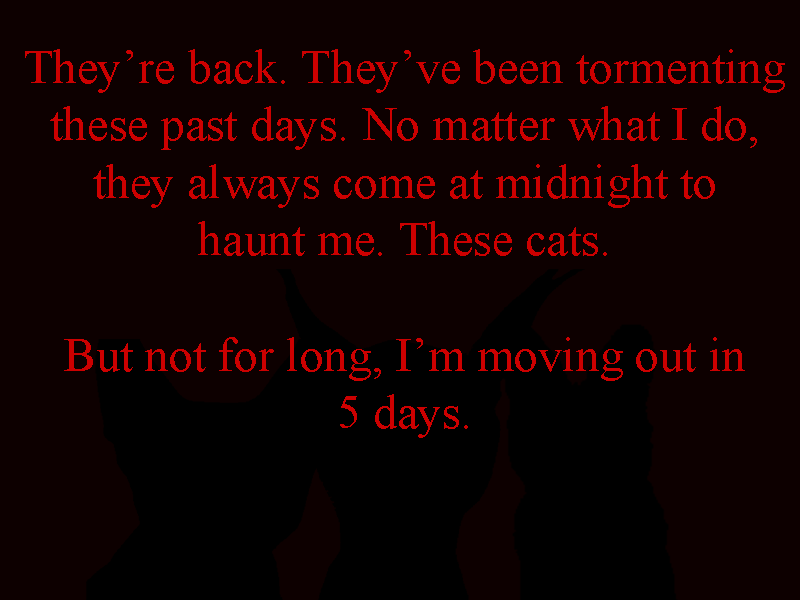 They’re back. They’ve been tormenting
these past days. No matter what I do,
they always come at midnight to
haunt me. These cats.
But not for long, I’m moving out in
5 days.